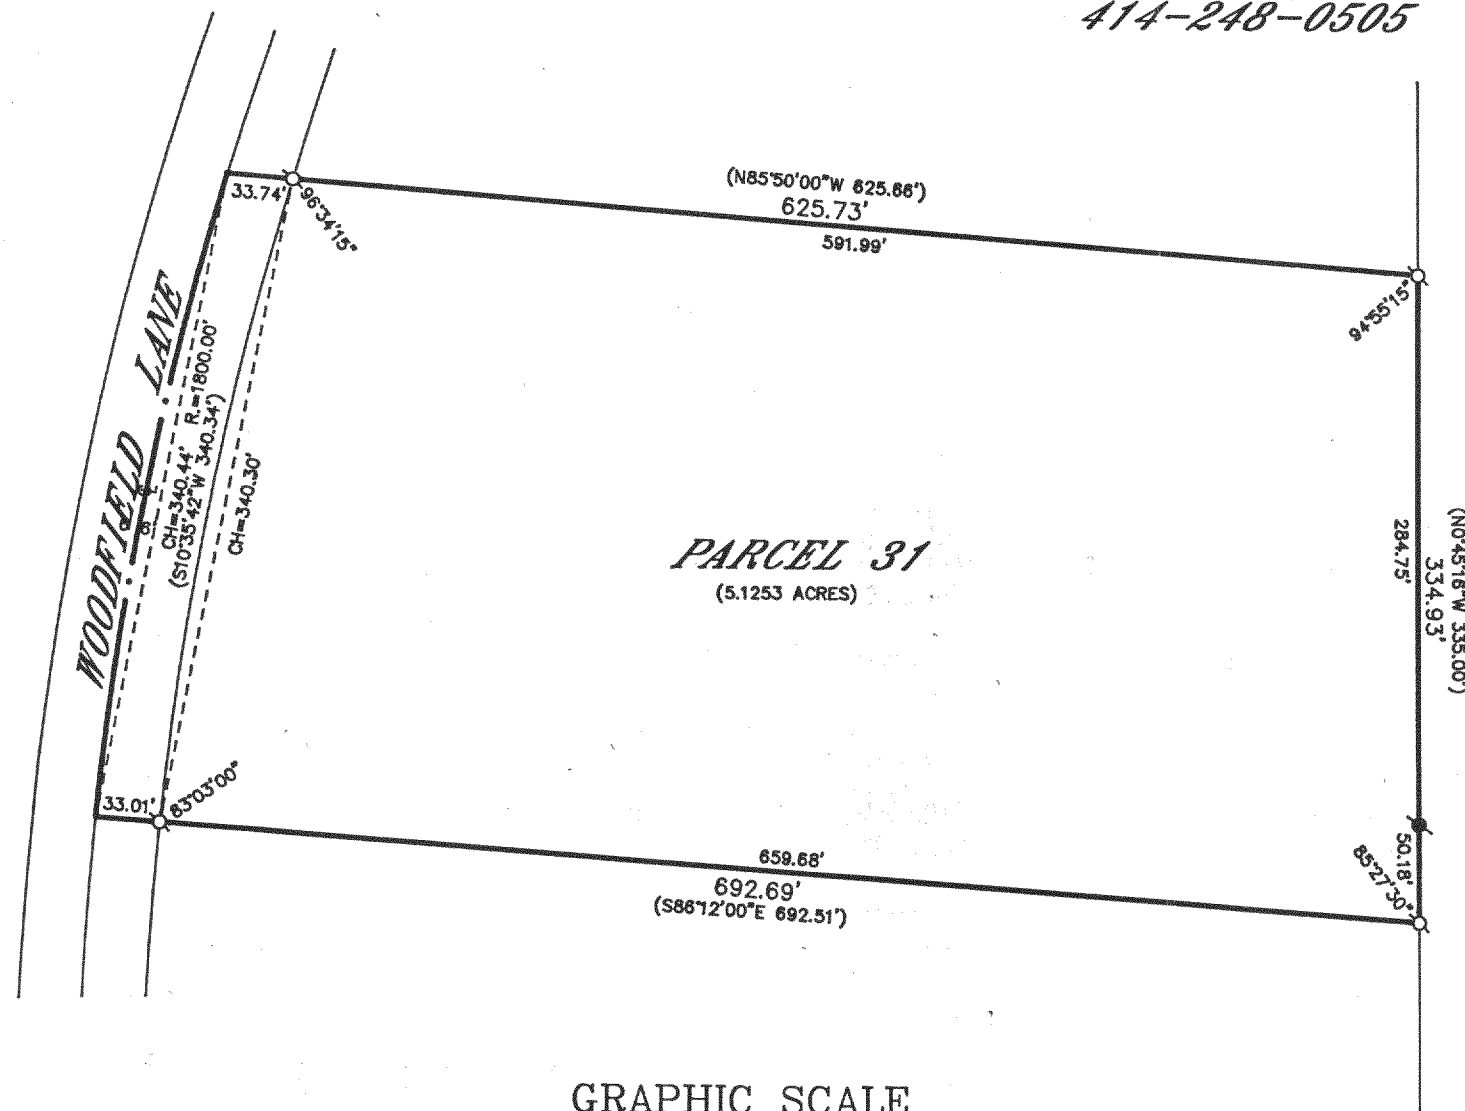 414-248-0505
(N85°50'00"W 625.66')
625.73'
591.99'
33.74'
96°34'15"
94°55'15"
WOODFIELD LANE
R.=1800.00'
CH=340.44'
(S10°35'42"W 340.34')
CH=340.30'
PARCEL 31
(5.1253 ACRES)
284.75'
334.93'
(N0°45'16"W 335.00')
33.01'
83°03'00"
50.18'
85°27'30"
659.68'
692.69'
(S86°12'00"E 692.51')
GRAPHIC SCALE